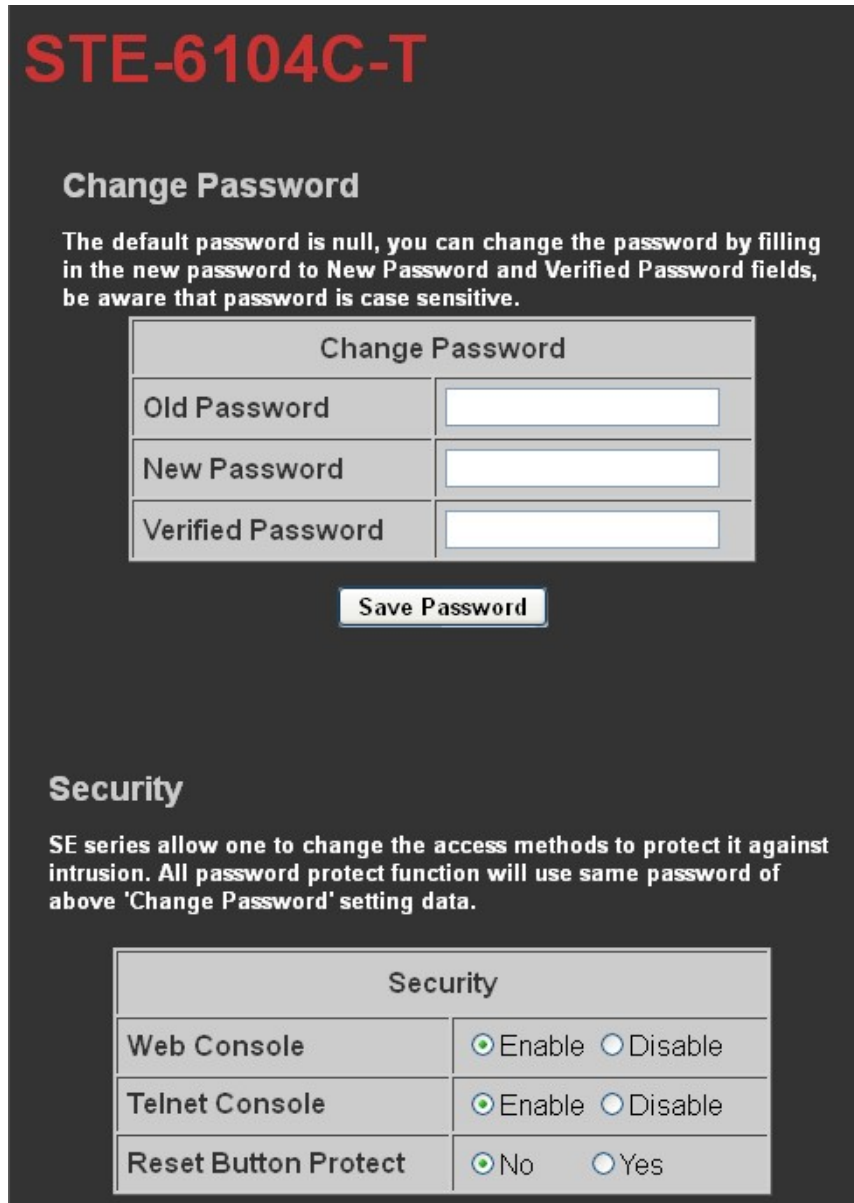 STE-6104C-T
Change Password
The default password is null, you can change the password by filling
in the new password to New Password and Verified Password fields,
be aware that password is case sensitive.
Change Password
Old Password
New Password
Verified Password
Save Password
Security
SE series allow one to change the access methods to protect it against
intrusion. All password protect function will use same password of
above 'Change Password' setting data.
Security
Web Console Enable Disable
Telnet Console Enable Disable
Reset Button Protect No Yes